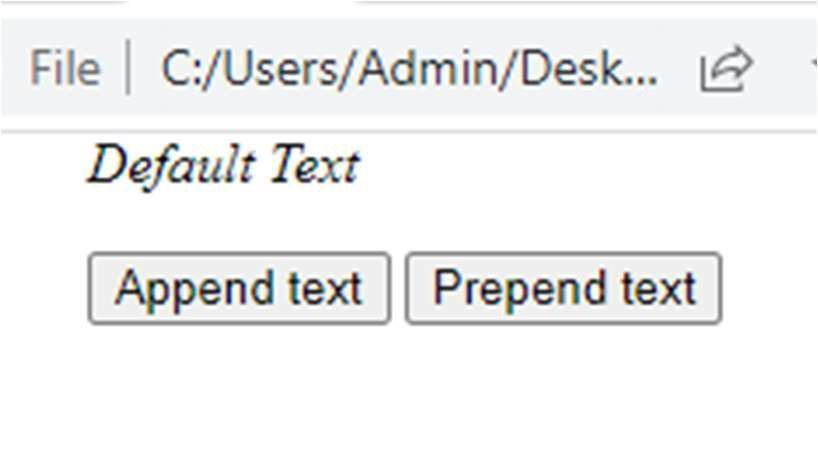 File | C:/Users/Admin/Desk...
Default Text
Append text Prepend text